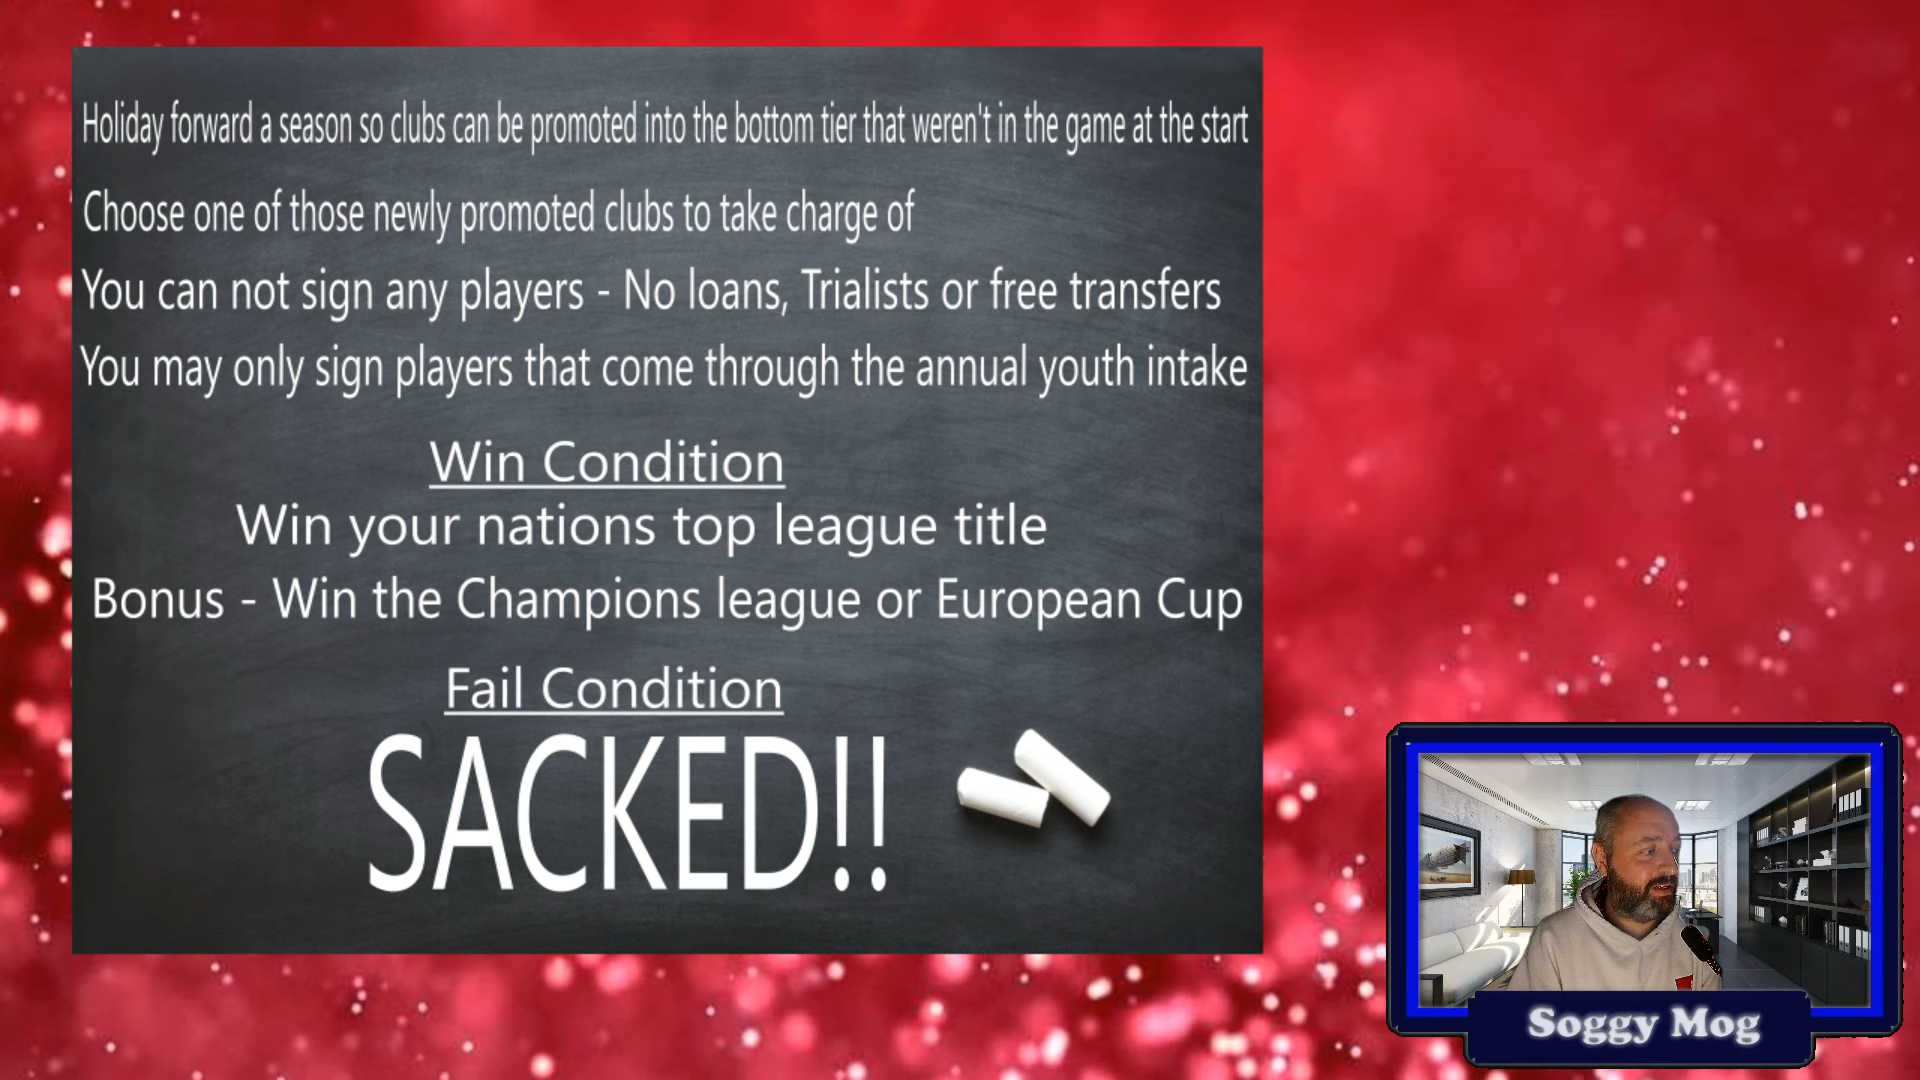 Holiday forward a season so clubs can be promoted into the bottom tier that weren't in the game at the start
Choose one of those newly promoted clubs to take charge of
You can not sign any players - No loans, Trialists or free transfers
You may only sign players that come through the annual youth intake
Win Condition
Win your nations top league title
Bonus - Win the Champions league or European Cup
Fail Condition
SACKED!!
Soggy Mog